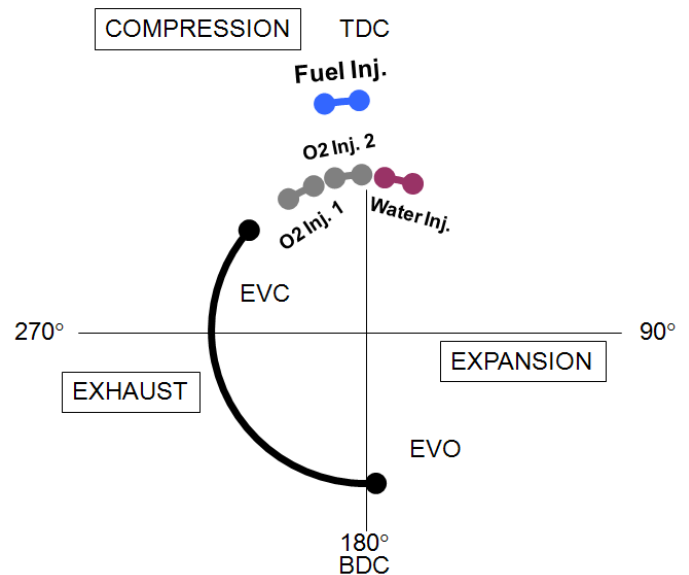 COMPRESSION
TDC
Fuel Inj.
O2 Inj. 2
O2 Inj. 1
Water Inj.
EVC
270°
90°
EXPANSION
EXHAUST
EVO
180°
BDC